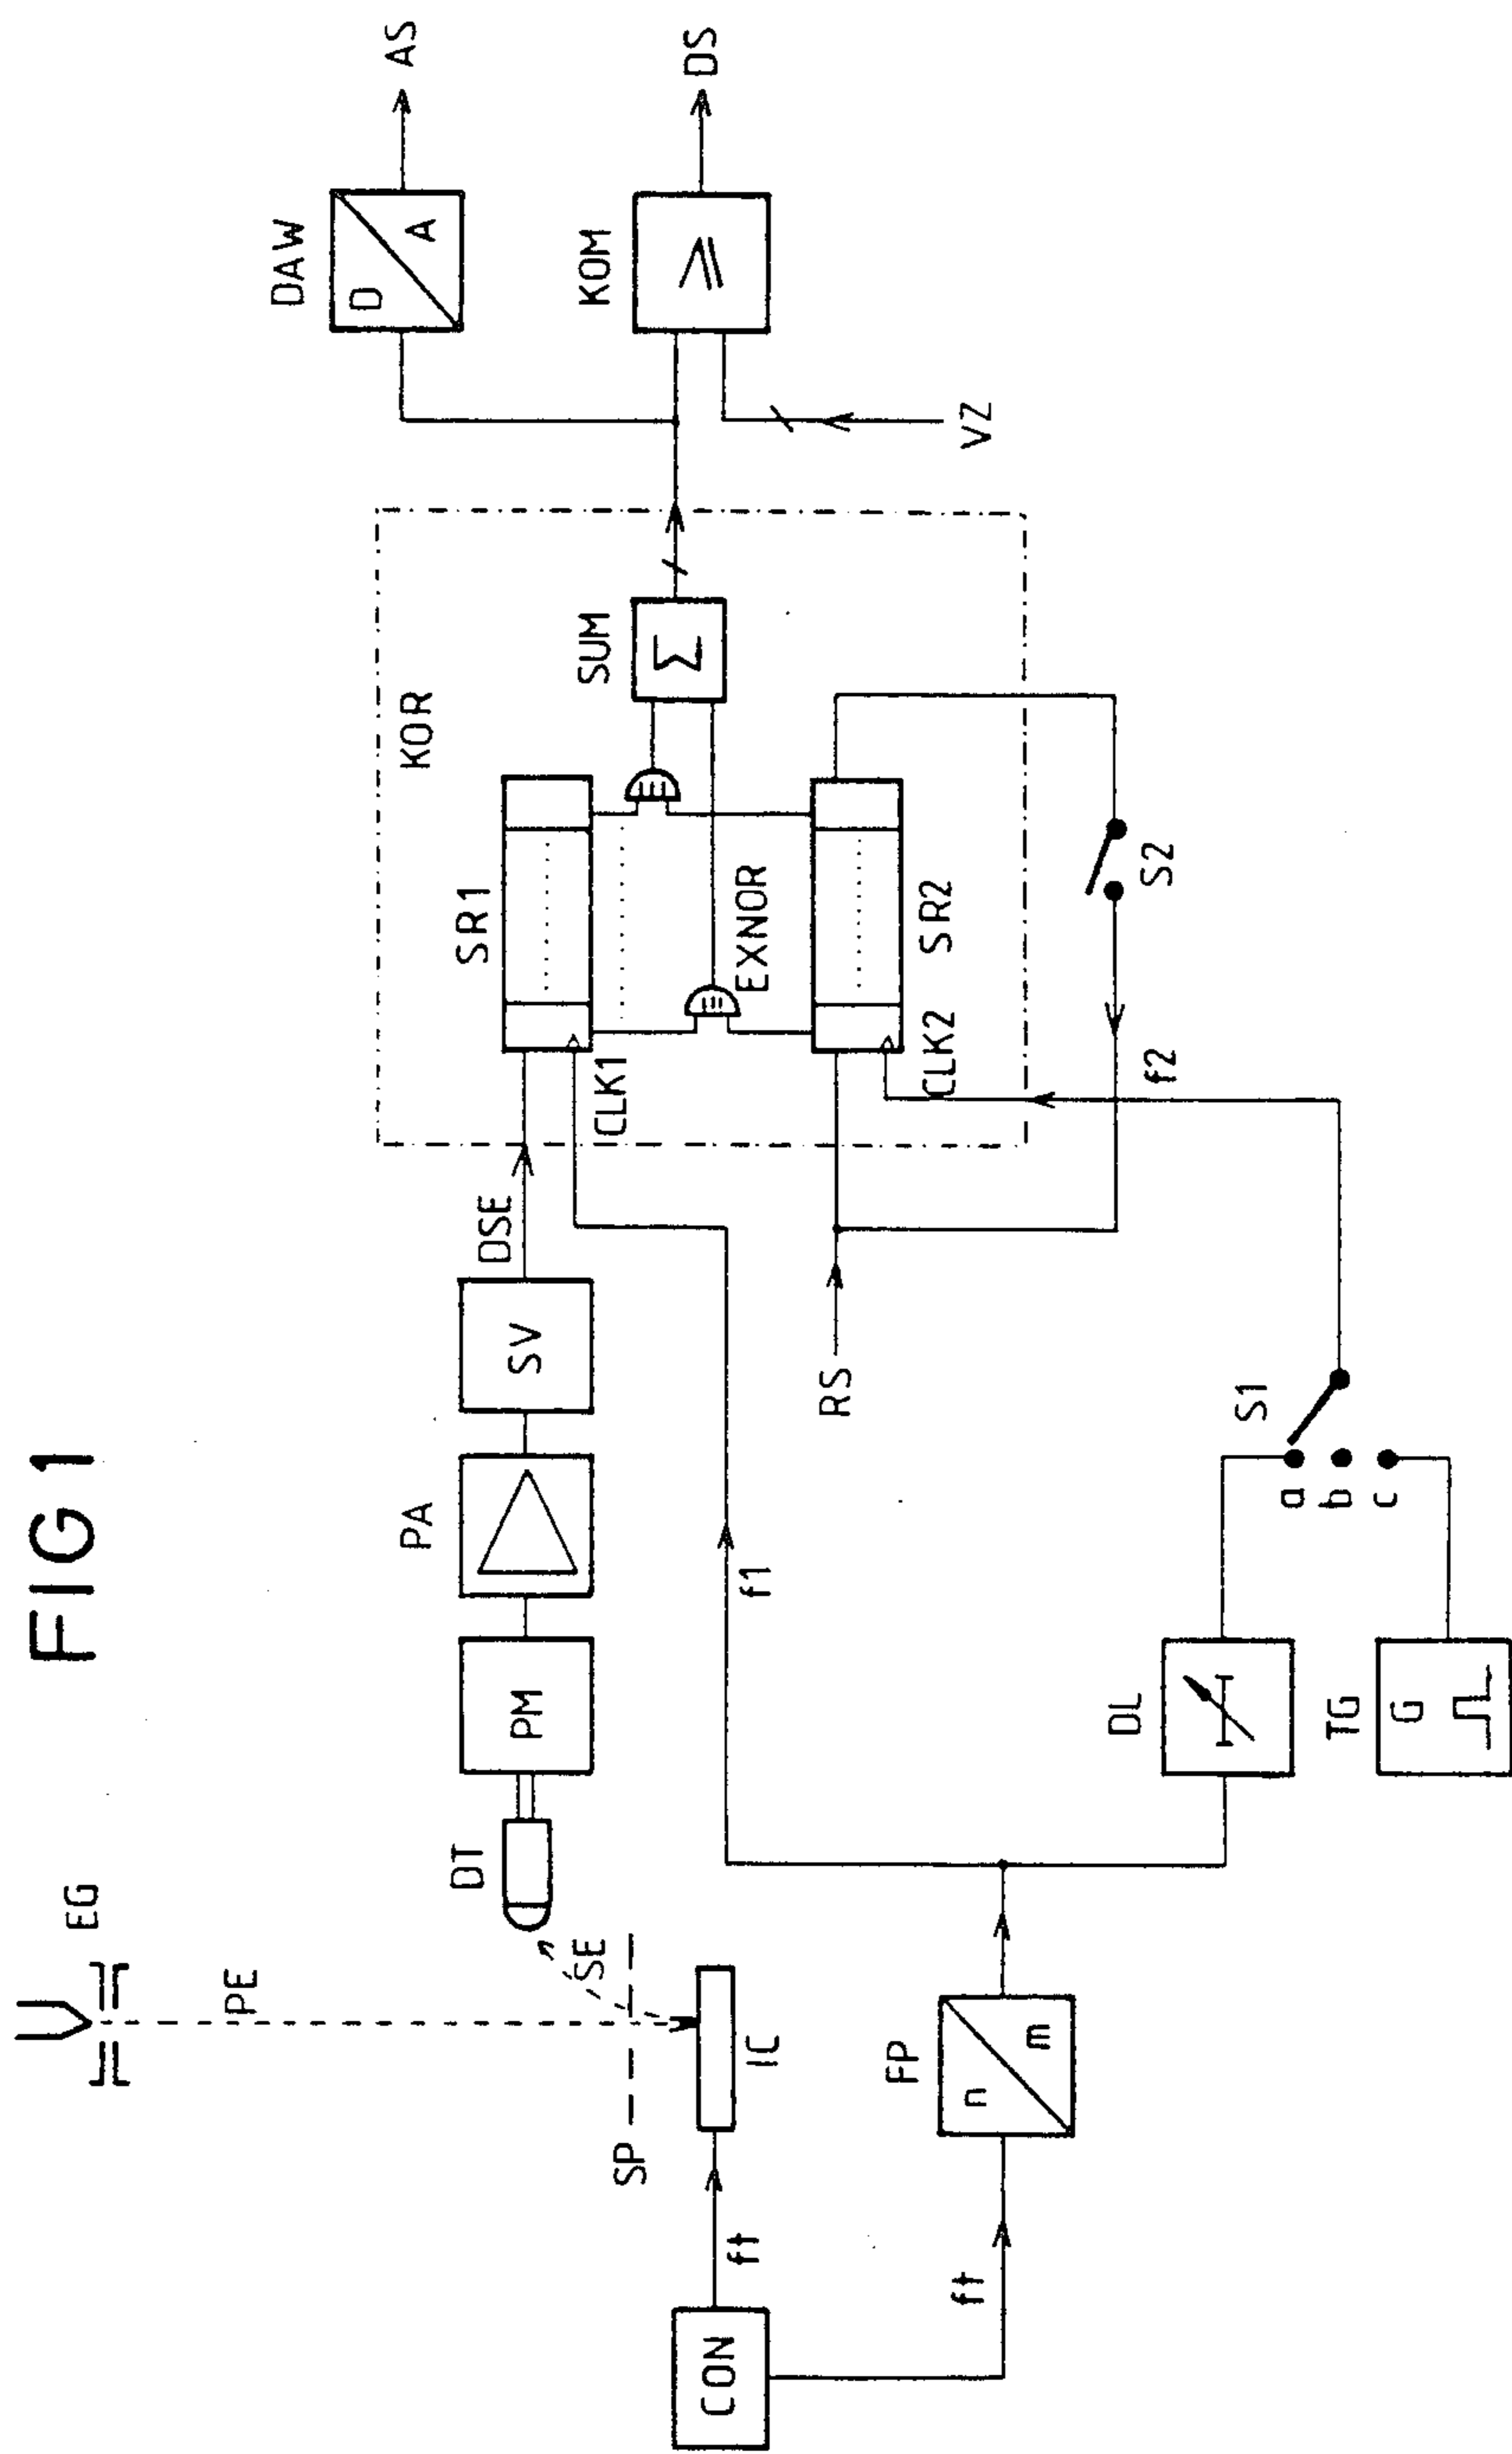 FIG 1
EG
PE
DT
SE
SP
IC
CON
ft
ft
FP
n
m
PM
PA
SV
DSE
f1
DL
TG
G
a
b
c
S1
RS
f2
S2
KOR
SR1
CLK1
EXNOR
SR2
CLK2
SUM
Σ
DAW
D
A
AS
KOM
≥
DS
VZ